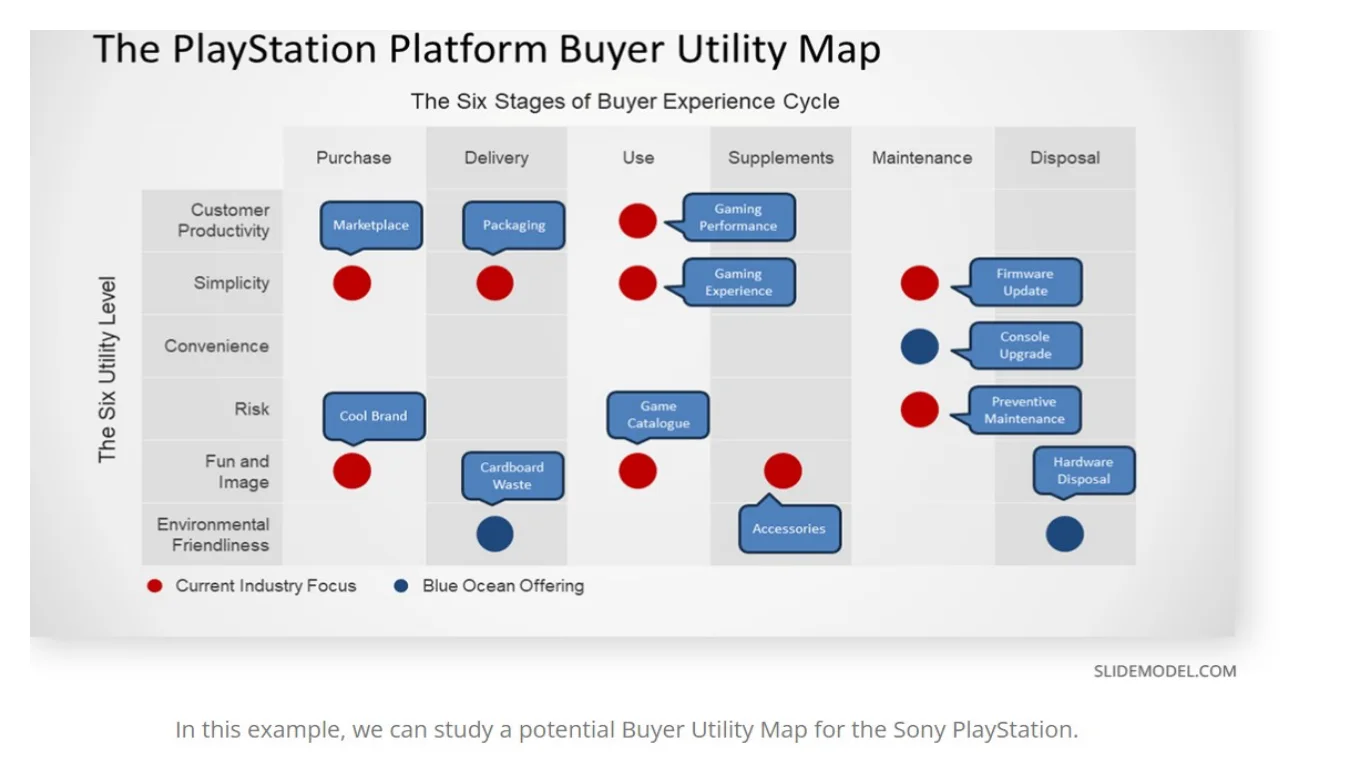 The PlayStation Platform Buyer Utility Map
The Six Stages of Buyer Experience Cycle
Purchase
Delivery
Use
Supplements
Maintenance
Disposal
The Six Utility Level
Customer
Productivity
Marketplace
Packaging
Gaming
Performance
Simplicity
Gaming
Experience
Firmware
Update
Convenience
Console
Upgrade
Risk
Cool Brand
Game
Catalogue
Preventive
Maintenance
Fun and
Image
Cardboard
Waste
Hardware
Disposal
Environmental
Friendliness
Accessories
Current Industry Focus
Blue Ocean Offering
SLIDEMODEL.COM
In this example, we can study a potential Buyer Utility Map for the Sony PlayStation.